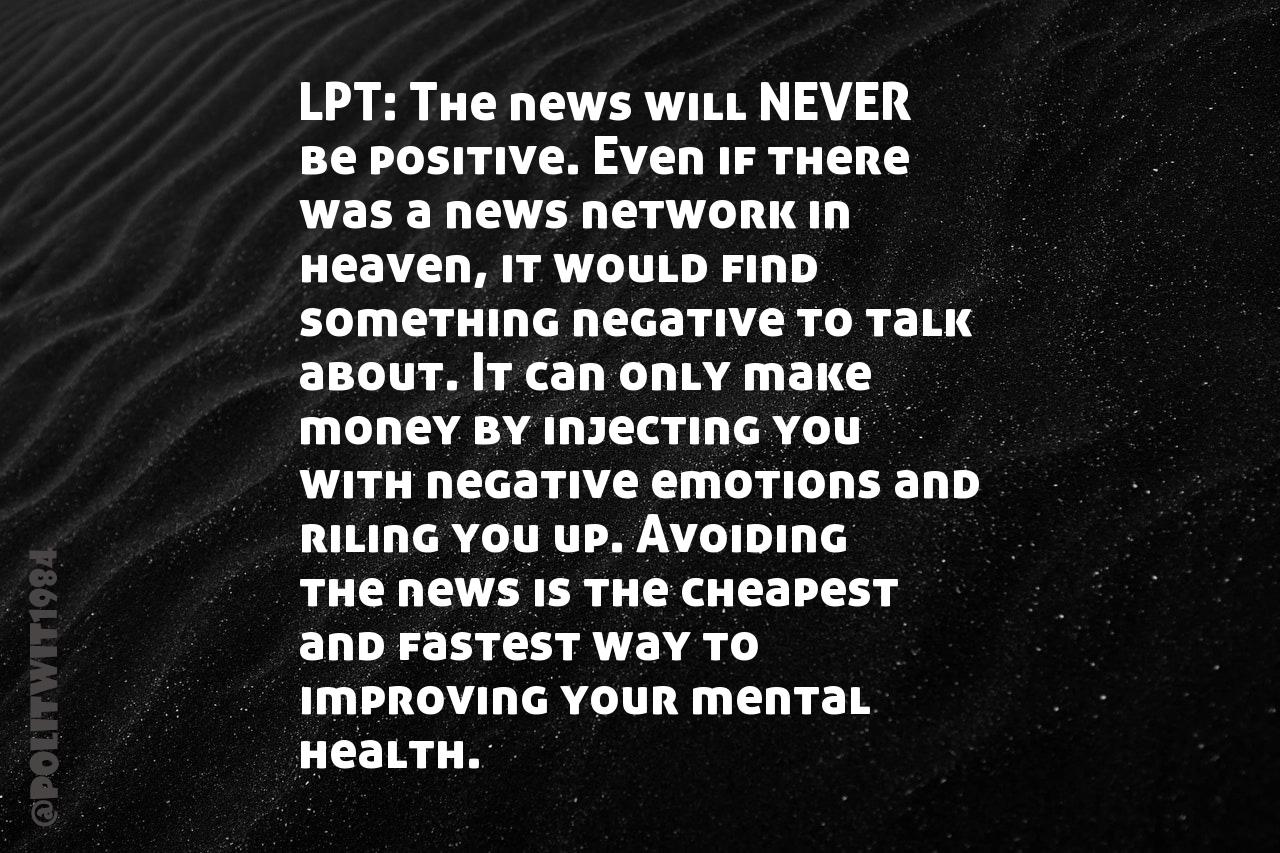 LPT: The news will NEVER
be positive. Even if there
was a news network in
heaven, it would find
something negative to talk
about. It can only make
money by injecting you
with negative emotions and
riling you up. Avoiding
the news is the cheapest
and fastest way to
improving your mental
health.
@POLITWIT1984